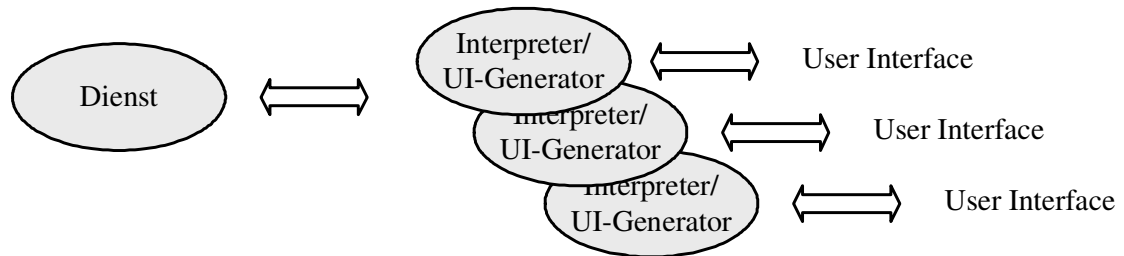 Interpreter/
UI-Generator
User Interface
Dienst
Interpreter/
UI-Generator
User Interface
Interpreter/
UI-Generator
User Interface